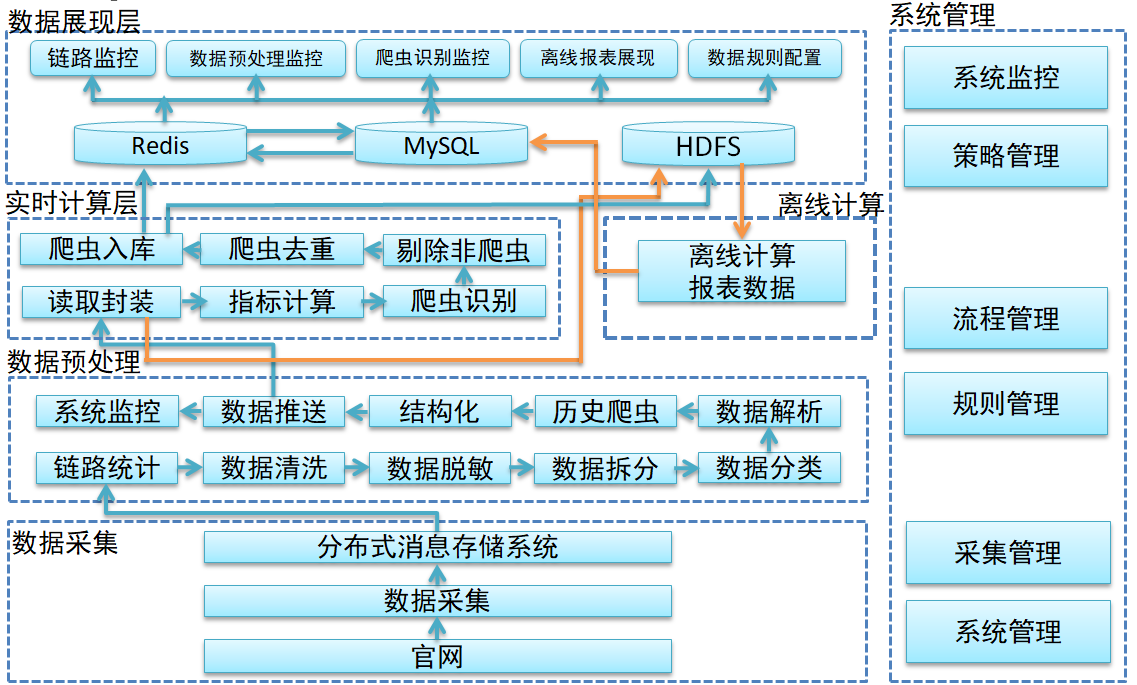 数据展现层
链路监控
数据预处理监控
爬虫识别监控
离线报表展现
数据规则配置
Redis
MySQL
HDFS
实时计算层
爬虫入库
爬虫去重
剔除非爬虫
读取封装
指标计算
爬虫识别
离线计算
离线计算
报表数据
数据预处理
系统监控
数据推送
结构化
历史爬虫
数据解析
链路统计
数据清洗
数据脱敏
数据拆分
数据分类
数据采集
分布式消息存储系统
数据采集
官网
系统管理
系统监控
策略管理
流程管理
规则管理
采集管理
系统管理